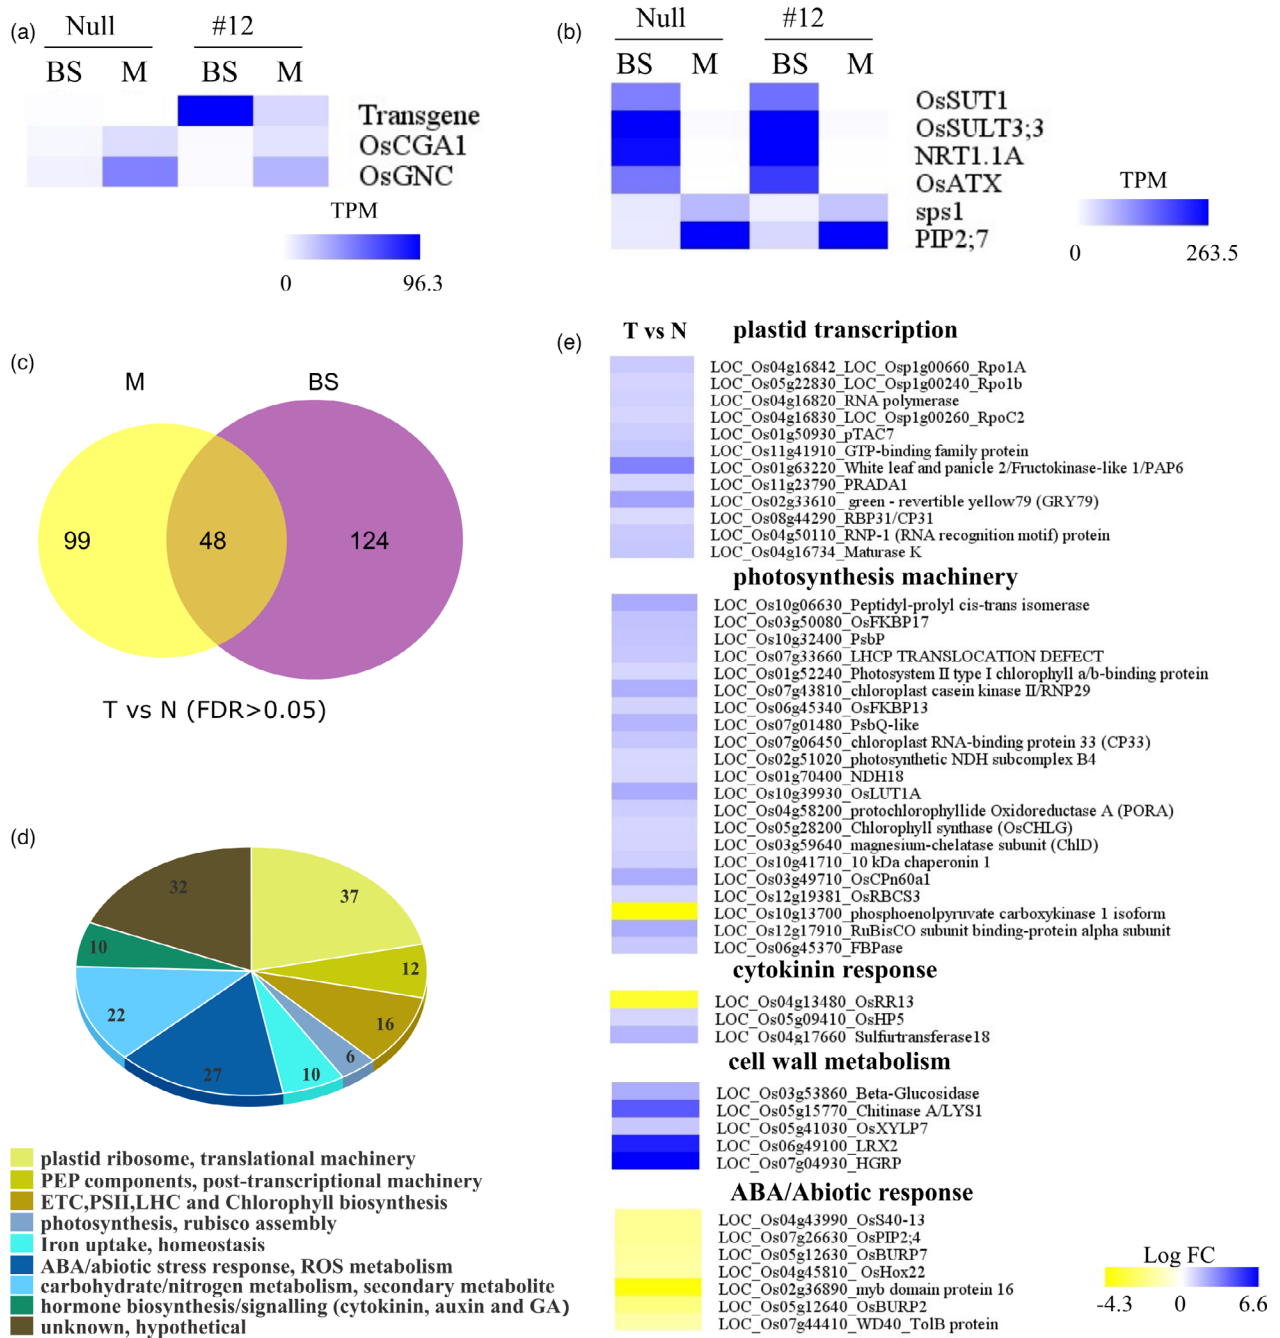 (a)
Null #12
BS M BS M
Transgene
OsCGA1
OsGNC
TPM
0 96.3
(b)
Null #12
BS M BS M
OsSUT1
OsSULT3;3
NRT1.1A
OsATX
sps1
PIP2;7
TPM
0 263.5
(c)
M BS
99 48 124
T vs N (FDR>0.05)
(d)
37
12
16
6
10
27
22
10
32
plastid ribosome, translational machinery
PEP components, post-transcriptional machinery
ETC,PSII,LHC and Chlorophyll biosynthesis
photosynthesis, rubisco assembly
Iron uptake, homeostasis
ABA/abiotic stress response, ROS metabolism
carbohydrate/nitrogen metabolism, secondary metabolite
hormone biosynthesis/signalling (cytokinin, auxin and GA)
unknown, hypothetical
(e)
T vs N plastid transcription
LOC_Os04g16842_LOC_Osp1g00660_Rpo1A
LOC_Os05g22830_LOC_Osp1g00240_Rpo1b
LOC_Os04g16820_RNA polymerase
LOC_Os04g16830_LOC_Osp1g00260_RpoC2
LOC_Os01g50930_pTAC7
LOC_Os11g41910_GTP-binding family protein
LOC_Os01g63220_White leaf and panicle 2/Fructokinase-like 1/PAP6
LOC_Os11g23790_PRADA1
LOC_Os02g33610_green - revertible yellow79 (GRY79)
LOC_Os08g44290_RBP31/CP31
LOC_Os04g50110_RNP-1 (RNA recognition motif) protein
LOC_Os04g16734_Maturase K
photosynthesis machinery
LOC_Os10g06630_Peptidyl-prolyl cis-trans isomerase
LOC_Os03g50080_OsFKBP17
LOC_Os10g32400_PsbP
LOC_Os07g33660_LHCP TRANSLOCATION DEFECT
LOC_Os01g52240_Photosystem II type I chlorophyll a/b-binding protein
LOC_Os07g43810_chloroplast casein kinase II/RNP29
LOC_Os06g45340_OsFKBP13
LOC_Os07g01480_PsbQ-like
LOC_Os07g06450_chloroplast RNA-binding protein 33 (CP33)
LOC_Os02g51020_photosynthetic NDH subcomplex B4
LOC_Os01g70400_NDH18
LOC_Os10g39930_OsLUT1A
LOC_Os04g58200_protochlorophyllide Oxidoreductase A (PORA)
LOC_Os05g28200_Chlorophyll synthase (OsCHLG)
LOC_Os03g59640_magnesium-chelatase subunit (ChlD)
LOC_Os10g41710_10 kDa chaperonin 1
LOC_Os03g49710_OsCPn60a1
LOC_Os12g19381_OsRBCS3
LOC_Os10g13700_phosphoenolpyruvate carboxykinase 1 isoform
LOC_Os12g17910_RuBisCO subunit binding-protein alpha subunit
LOC_Os06g45370_FBPase
cytokinin response
LOC_Os04g13480_OsRR13
LOC_Os05g09410_OsHP5
LOC_Os04g17660_Sulfurtransferase18
cell wall metabolism
LOC_Os03g53860_Beta-Glucosidase
LOC_Os05g15770_Chitinase A/LYS1
LOC_Os05g41030_OsXYLP7
LOC_Os06g49100_LRX2
LOC_Os07g04930_HGRP
ABA/Abiotic response
LOC_Os04g43990_OsS40-13
LOC_Os07g26630_OsPIP2;4
LOC_Os05g12630_OsBURP7
LOC_Os04g45810_OsHox22
LOC_Os02g36890_myb domain protein 16
LOC_Os05g12640_OsBURP2
LOC_Os07g44410_WD40_TolB protein
Log FC
-4.3 0 6.6